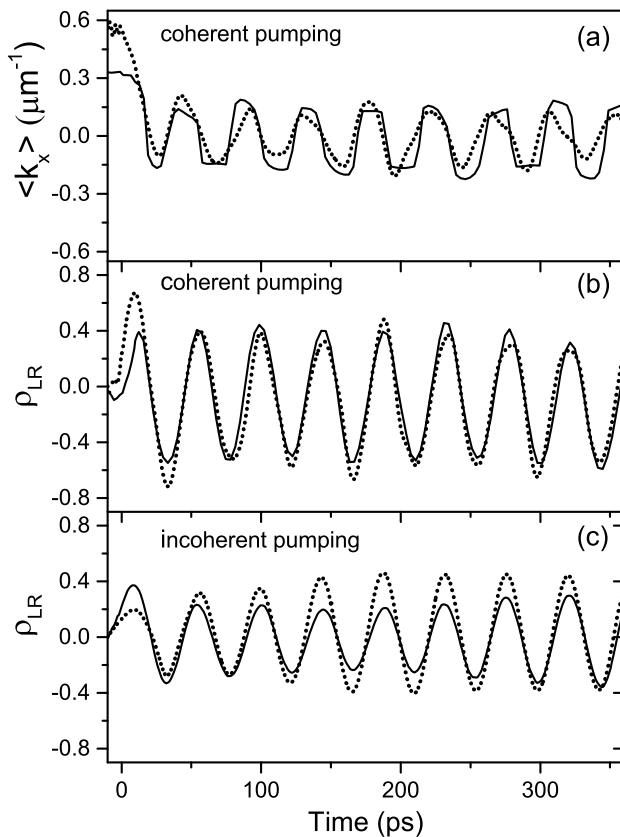 0.6
coherent pumping
(a)
0.3
0.0
-0.3
-0.6
<k_x> (μm⁻¹)
0.8
coherent pumping
(b)
0.4
0.0
-0.4
-0.8
ρ_LR
0.8
incoherent pumping
(c)
0.4
0.0
-0.4
-0.8
ρ_LR
0 100 200 300
Time (ps)